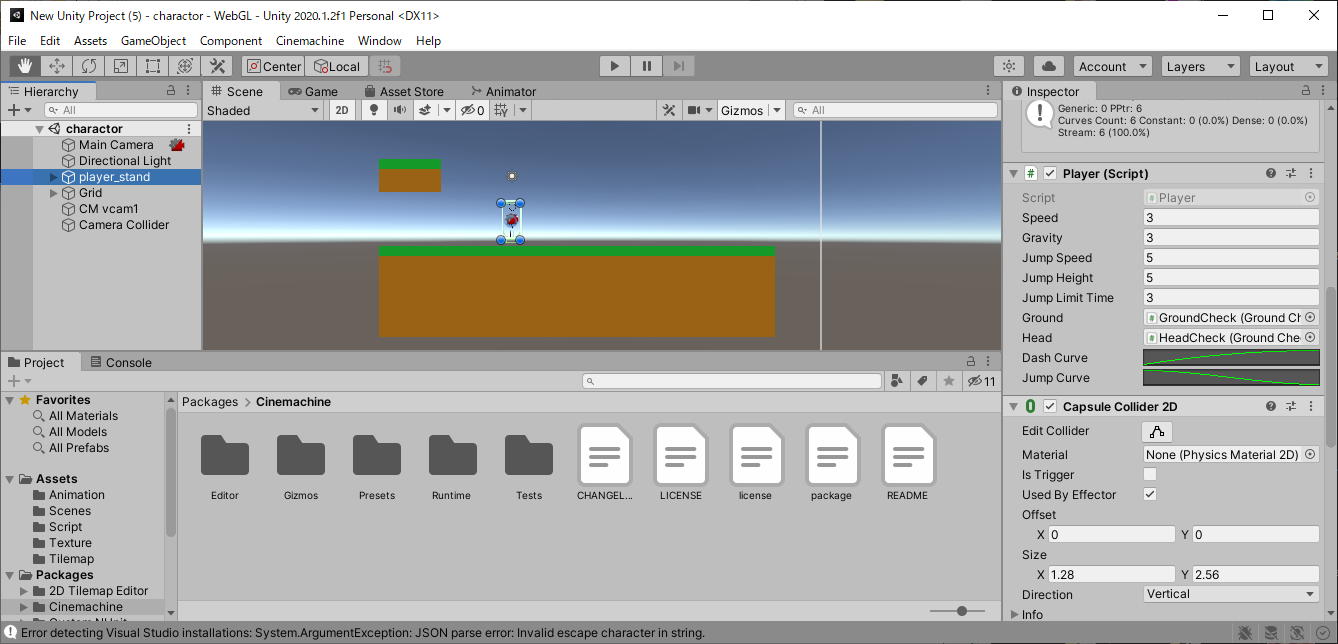 New Unity Project (5) - charactor - WebGL - Unity 2020.1.2f1 Personal <DX11>
File Edit Assets GameObject Component Cinemachine Window Help
Center Local Account Layers Layout
Hierarchy
All
charactor
Main Camera
Directional Light
player_stand
Grid
CM vcam1
Camera Collider
Scene Game Asset Store Animator
Shaded 2D 0 Gizmos All
Inspector
Generic: 0 PPtr: 6
Curves Count: 6 Constant: 0 (0.0%) Dense: 0 (0.0%)
Stream: 6 (100.0%)
Player (Script)
Script Player
Speed 3
Gravity 3
Jump Speed 5
Jump Height 5
Jump Limit Time 3
Ground GroundCheck (Ground Ch
Head HeadCheck (Ground Che
Dash Curve
Jump Curve
Capsule Collider 2D
Edit Collider
Material None (Physics Material 2D)
Is Trigger
Used By Effector
Offset
X 0 Y 0
Size
X 1.28 Y 2.56
Direction Vertical
Info
Project Console
11
Favorites
All Materials
All Models
All Prefabs
Assets
Animation
Scenes
Script
Texture
Tilemap
Packages
2D Tilemap Editor
Cinemachine
Packages > Cinemachine
Editor Gizmos Presets Runtime Tests CHANGEL... LICENSE license package README
Error detecting Visual Studio installations: System.ArgumentException: JSON parse error: Invalid escape character in string.